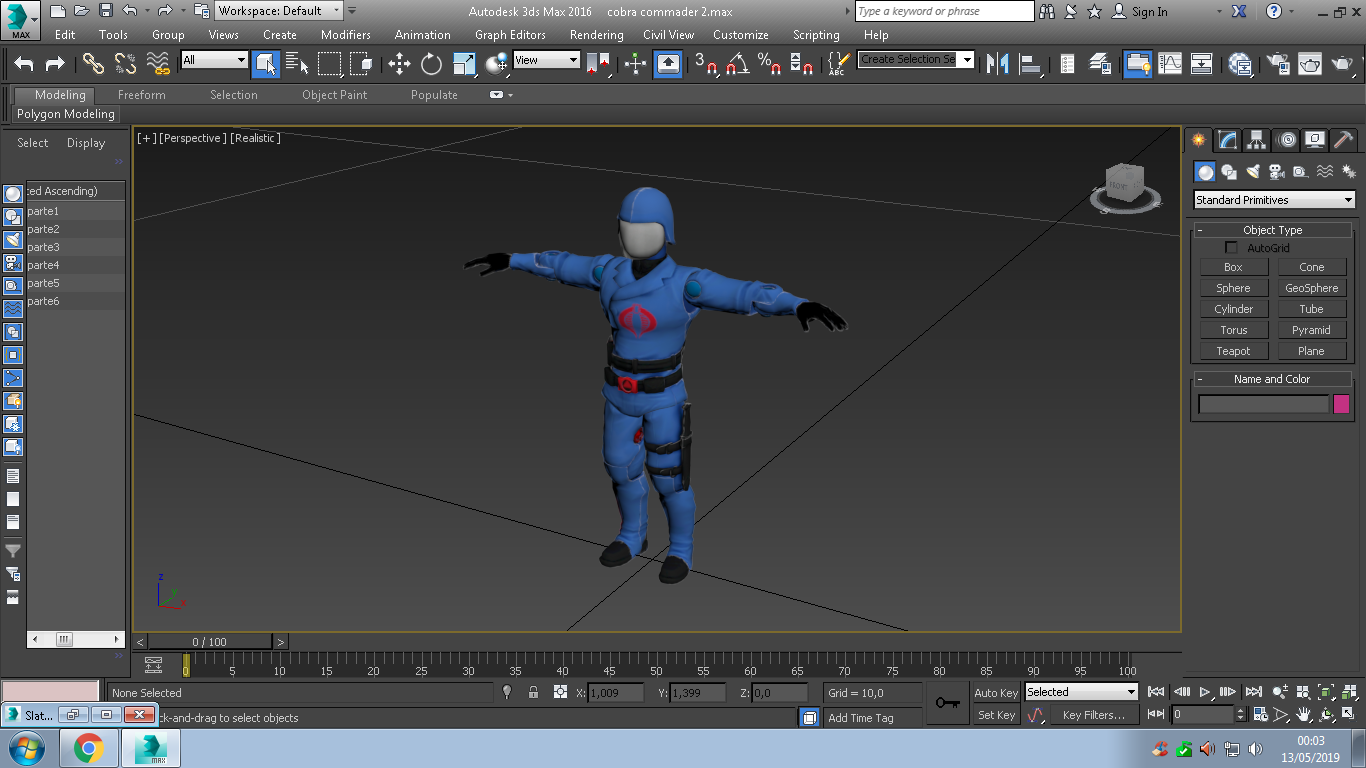 Workspace: Default
Autodesk 3ds Max 2016 cobra commader 2.max
Type a keyword or phrase
Sign In
MAX
Edit Tools Group Views Create Modifiers Animation Graph Editors Rendering Civil View Customize Scripting Help
All
View
3
ABC
Create Selection Se
Modeling Freeform Selection Object Paint Populate
Polygon Modeling
Select Display
[+] [Perspective] [Realistic]
ced Ascending)
parte1
parte2
parte3
parte4
parte5
parte6
Standard Primitives
- Object Type
AutoGrid
Box Cone
Sphere GeoSphere
Cylinder Tube
Torus Pyramid
Teapot Plane
- Name and Color
FRONT
z
y
x
< 0 / 100 >
0 5 10 15 20 25 30 35 40 45 50 55 60 65 70 75 80 85 90 95 100
None Selected
X: 1,009 Y: 1,399 Z: 0,0
Grid = 10,0
Auto Key Selected
ck-and-drag to select objects
Add Time Tag
Set Key Key Filters...
0
Slat...
MAX
00:03
13/05/2019